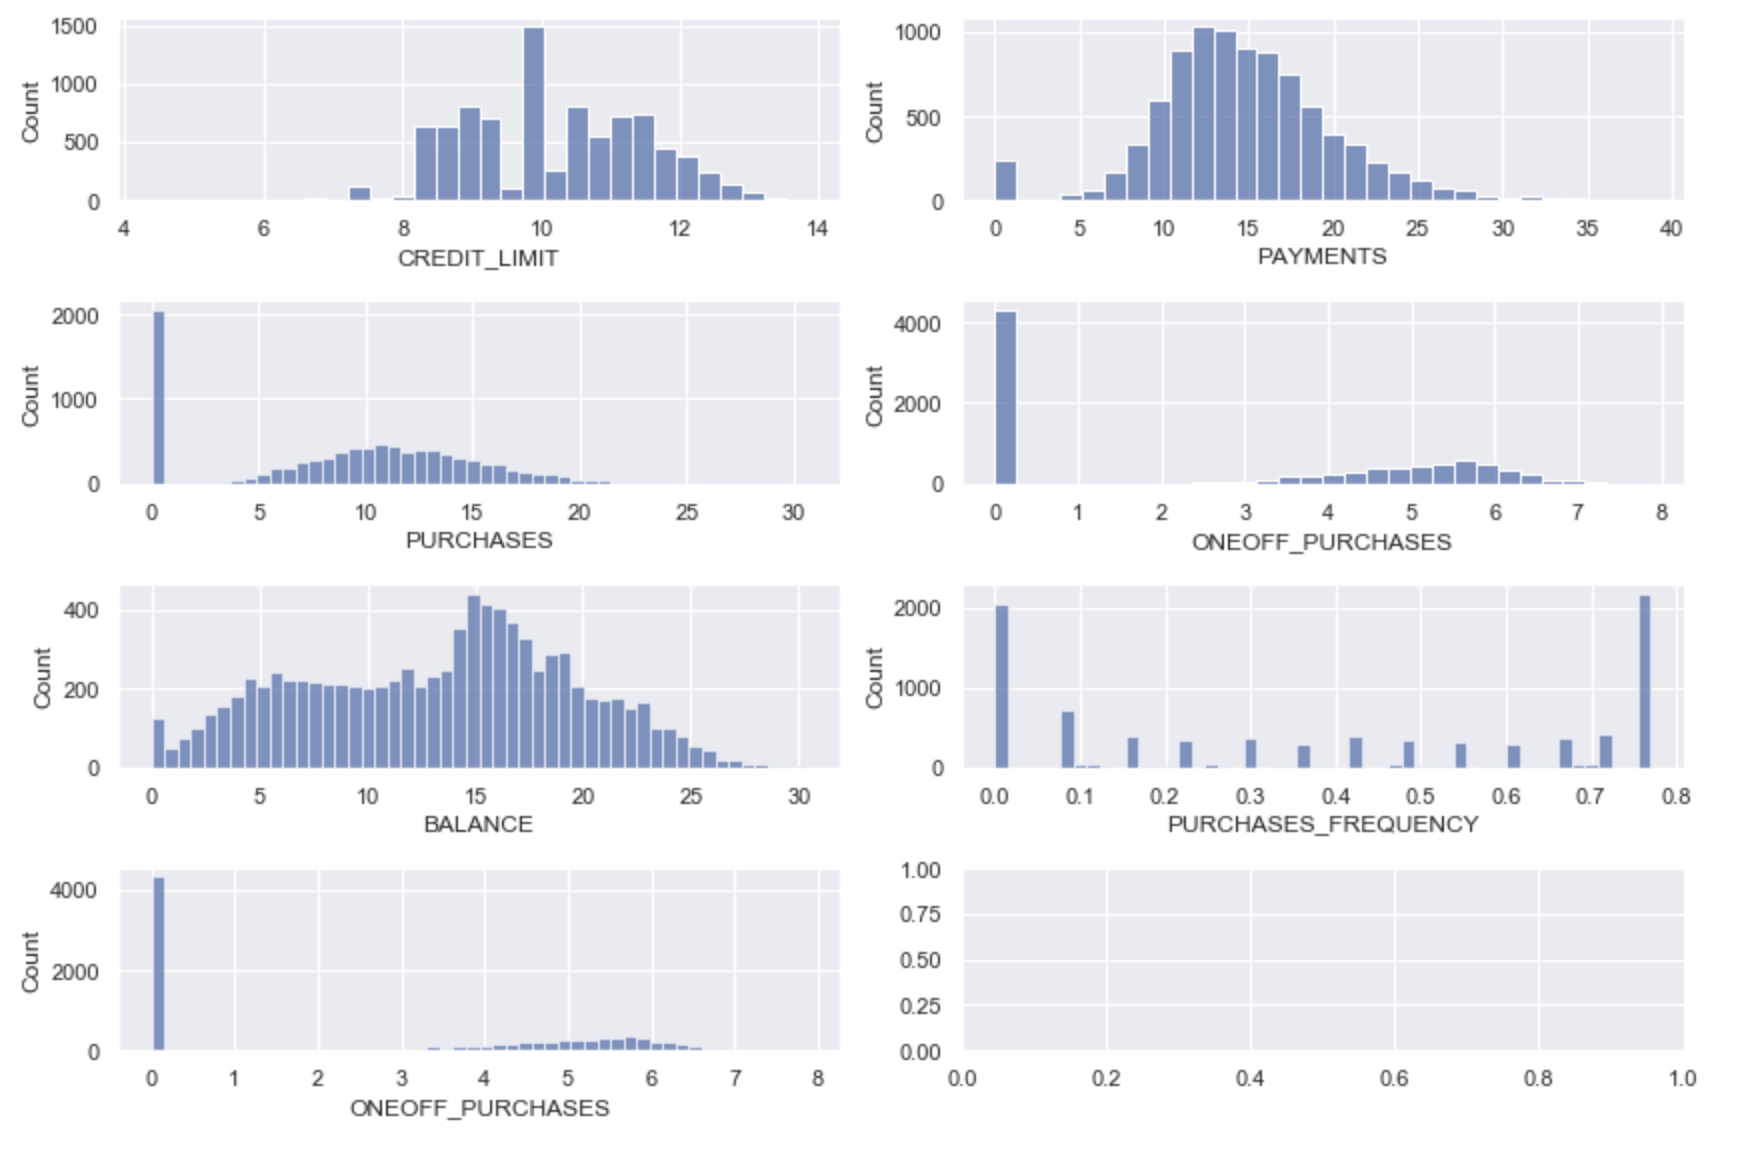 1500
1000
500
0
Count
4 6 8 10 12 14
CREDIT_LIMIT
1000
500
0
Count
0 5 10 15 20 25 30 35 40
PAYMENTS
2000
1000
0
Count
0 5 10 15 20 25 30
PURCHASES
4000
2000
0
Count
0 1 2 3 4 5 6 7 8
ONEOFF_PURCHASES
400
200
0
Count
0 5 10 15 20 25 30
BALANCE
2000
1000
0
Count
0.0 0.1 0.2 0.3 0.4 0.5 0.6 0.7 0.8
PURCHASES_FREQUENCY
4000
2000
0
Count
0 1 2 3 4 5 6 7 8
ONEOFF_PURCHASES
1.00
0.75
0.50
0.25
0.00
0.0 0.2 0.4 0.6 0.8 1.0